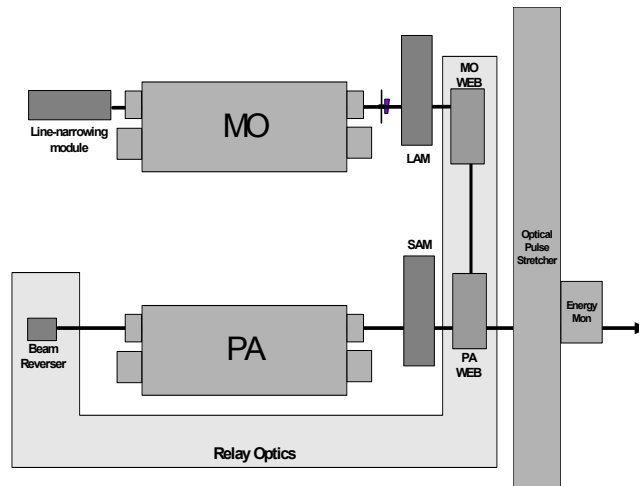 MO
WEB
MO
Line-narrowing
module
LAM
Optical
Pulse
Stretcher
SAM
Energy
Mon
PA
Beam
Reverser
PA
WEB
Relay Optics